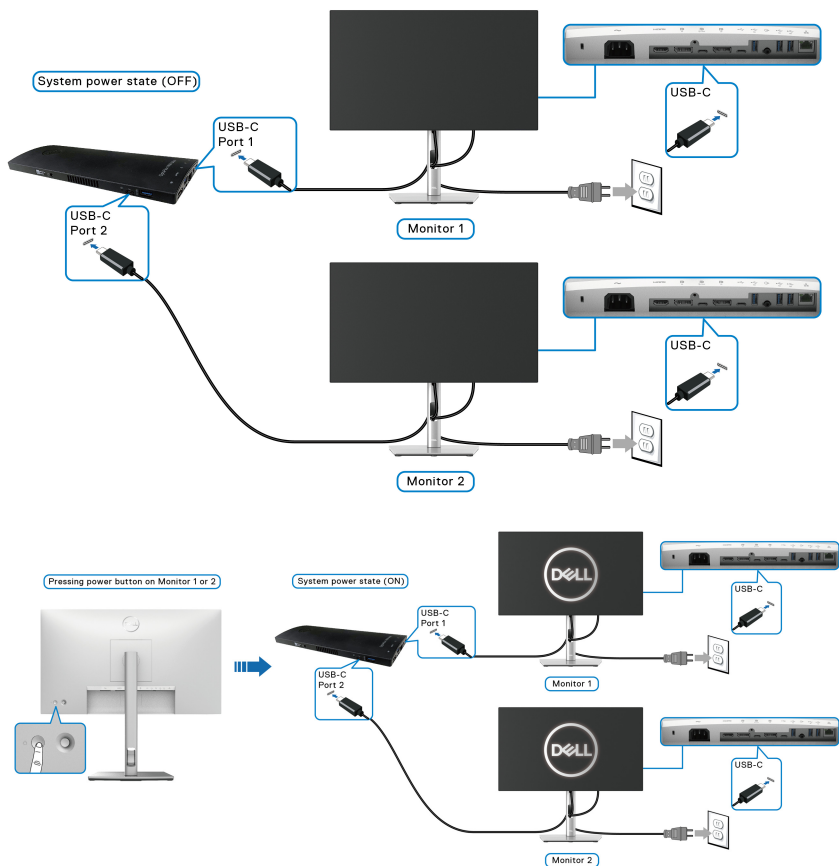 System power state (OFF)
USB-C
Port 1
USB-C
Monitor 1
USB-C
Port 2
USB-C
Monitor 2
Pressing power button on Monitor 1 or 2
System power state (ON)
DELL
USB-C
USB-C
Port 1
Monitor 1
USB-C
Port 2
DELL
USB-C
Monitor 2